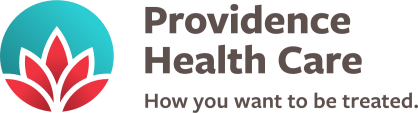 Providence
Health Care
How you want to be treated.